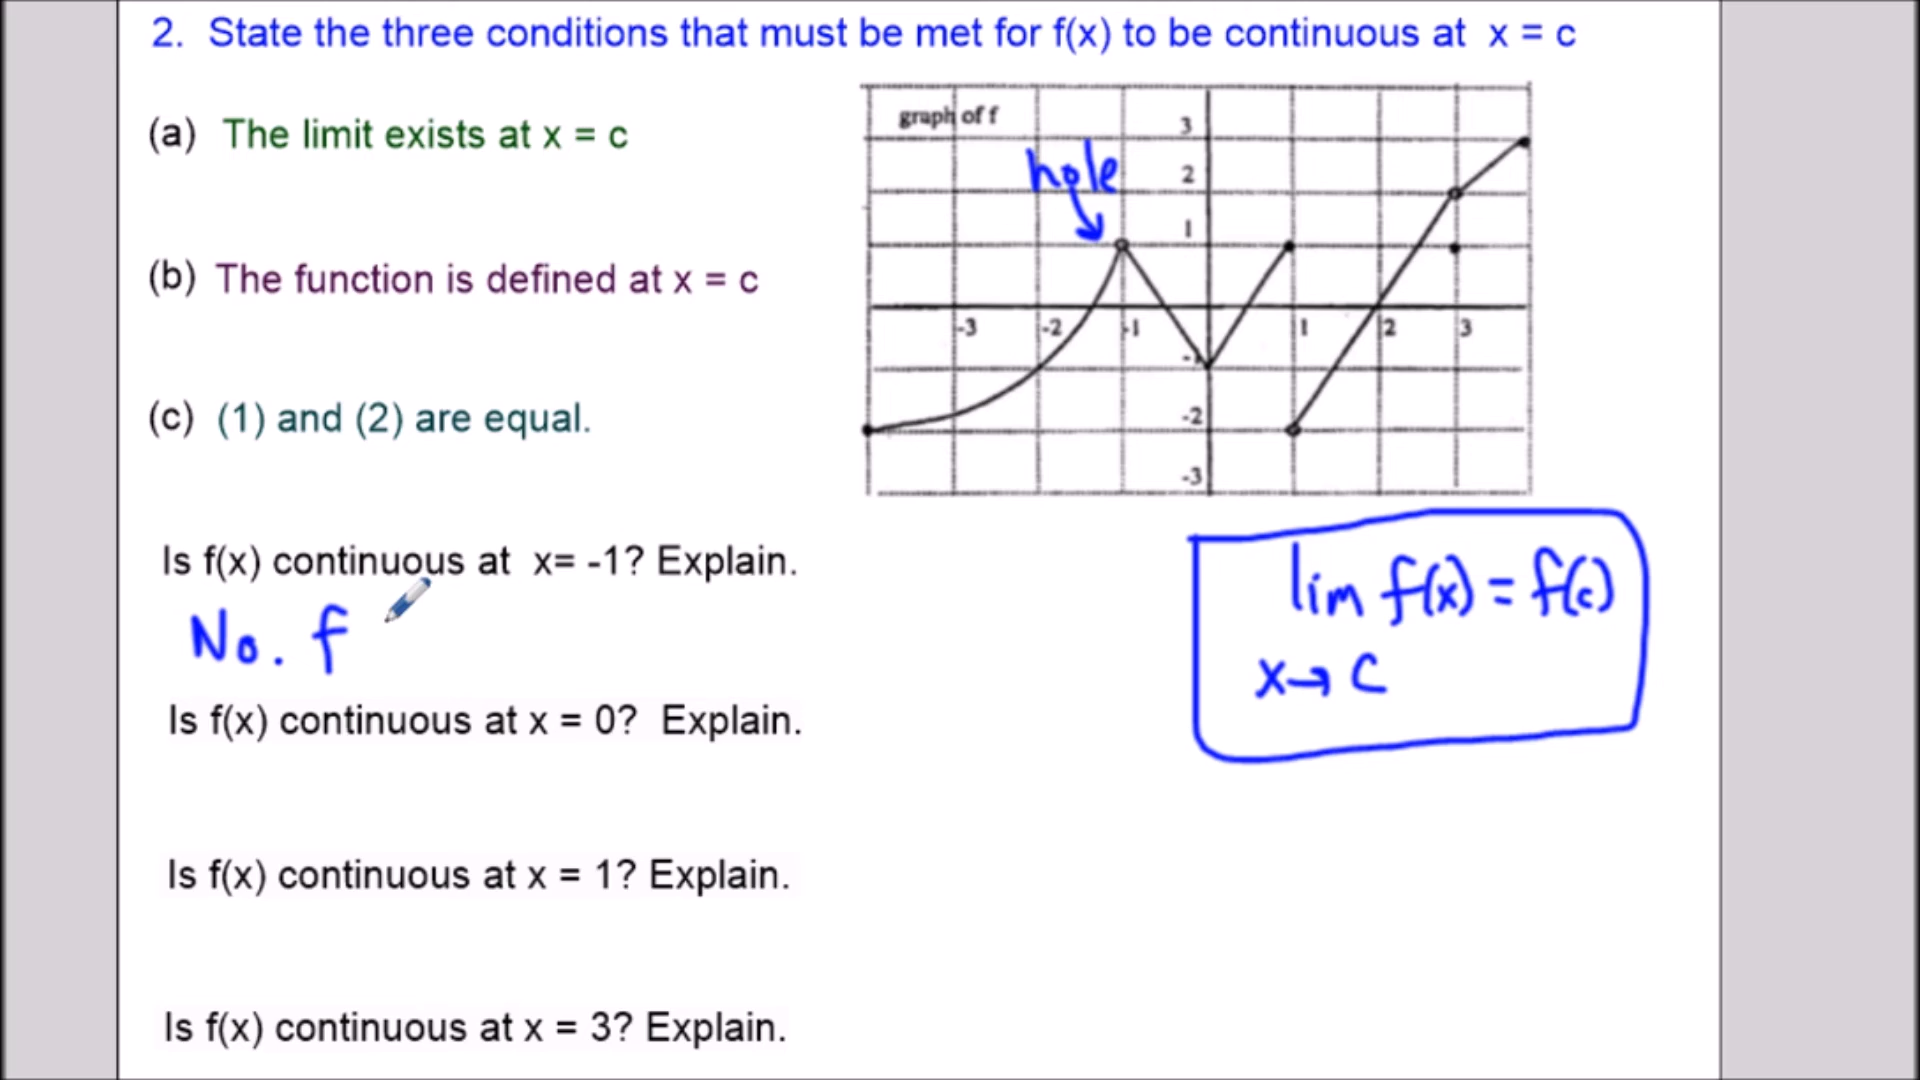 2. State the three conditions that must be met for f(x) to be continuous at x = c
(a) The limit exists at x = c
(b) The function is defined at x = c
(c) (1) and (2) are equal.
graph of f
hole
3
2
1
-3 -2 -1 1 2 3
-1
-2
-3
Is f(x) continuous at x= -1? Explain.
No. f
lim f(x) = f(c)
x→c
Is f(x) continuous at x = 0? Explain.
Is f(x) continuous at x = 1? Explain.
Is f(x) continuous at x = 3? Explain.